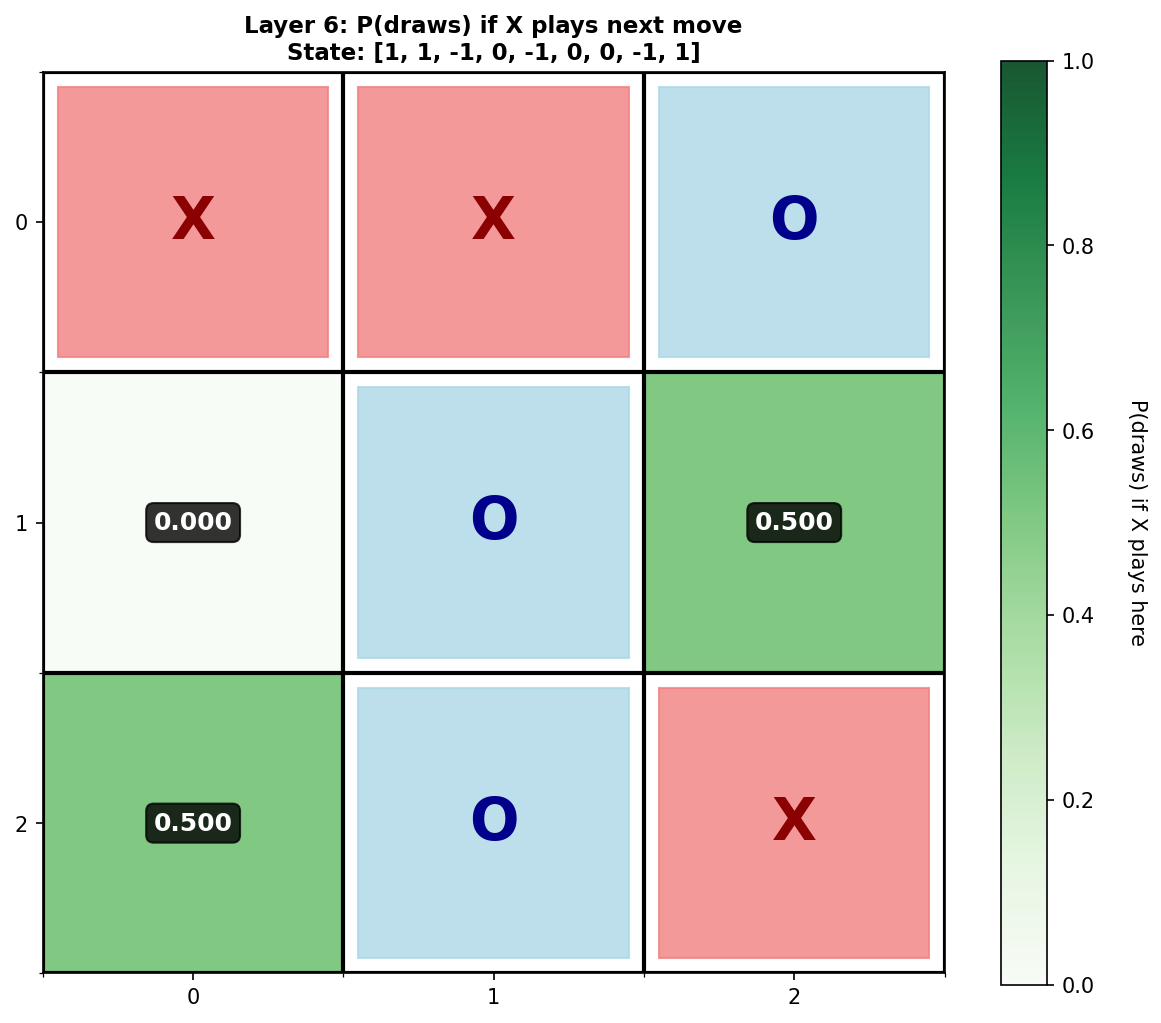 Layer 6: P(draws) if X plays next move
State: [1, 1, -1, 0, -1, 0, 0, -1, 1]
0
X
X
O
1
0.000
O
0.500
2
0.500
O
X
0
1
2
1.0
0.8
0.6
0.4
0.2
0.0
P(draws) if X plays here